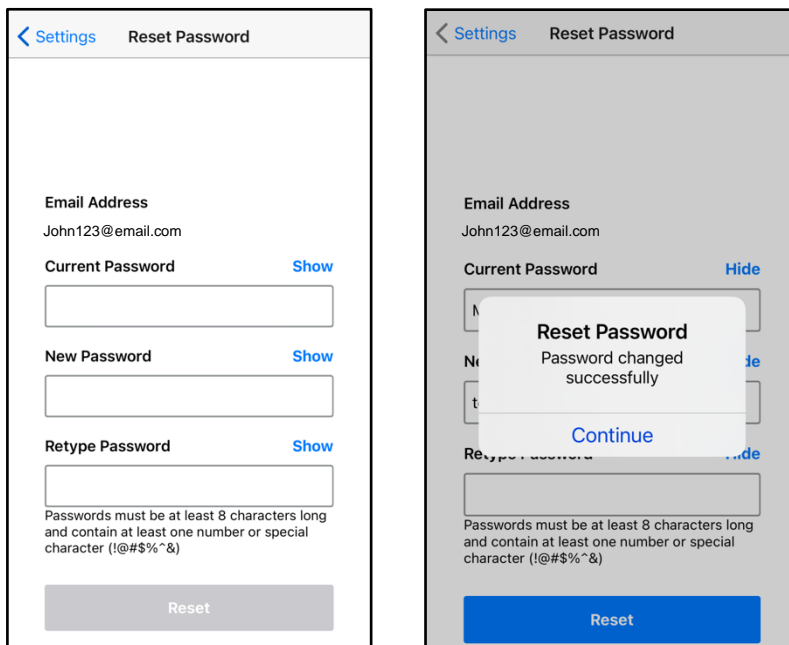 Settings Reset Password
Email Address
John123@email.com
Current Password Show
New Password Show
Retype Password Show
Passwords must be at least 8 characters long
and contain at least one number or special
character (!@#$%^&)
Reset
Settings Reset Password
Email Address
John123@email.com
Current Password Hide
Reset Password
Password changed
successfully
Continue
Hide
Passwords must be at least 8 characters long
and contain at least one number or special
character (!@#$%^&)
Reset